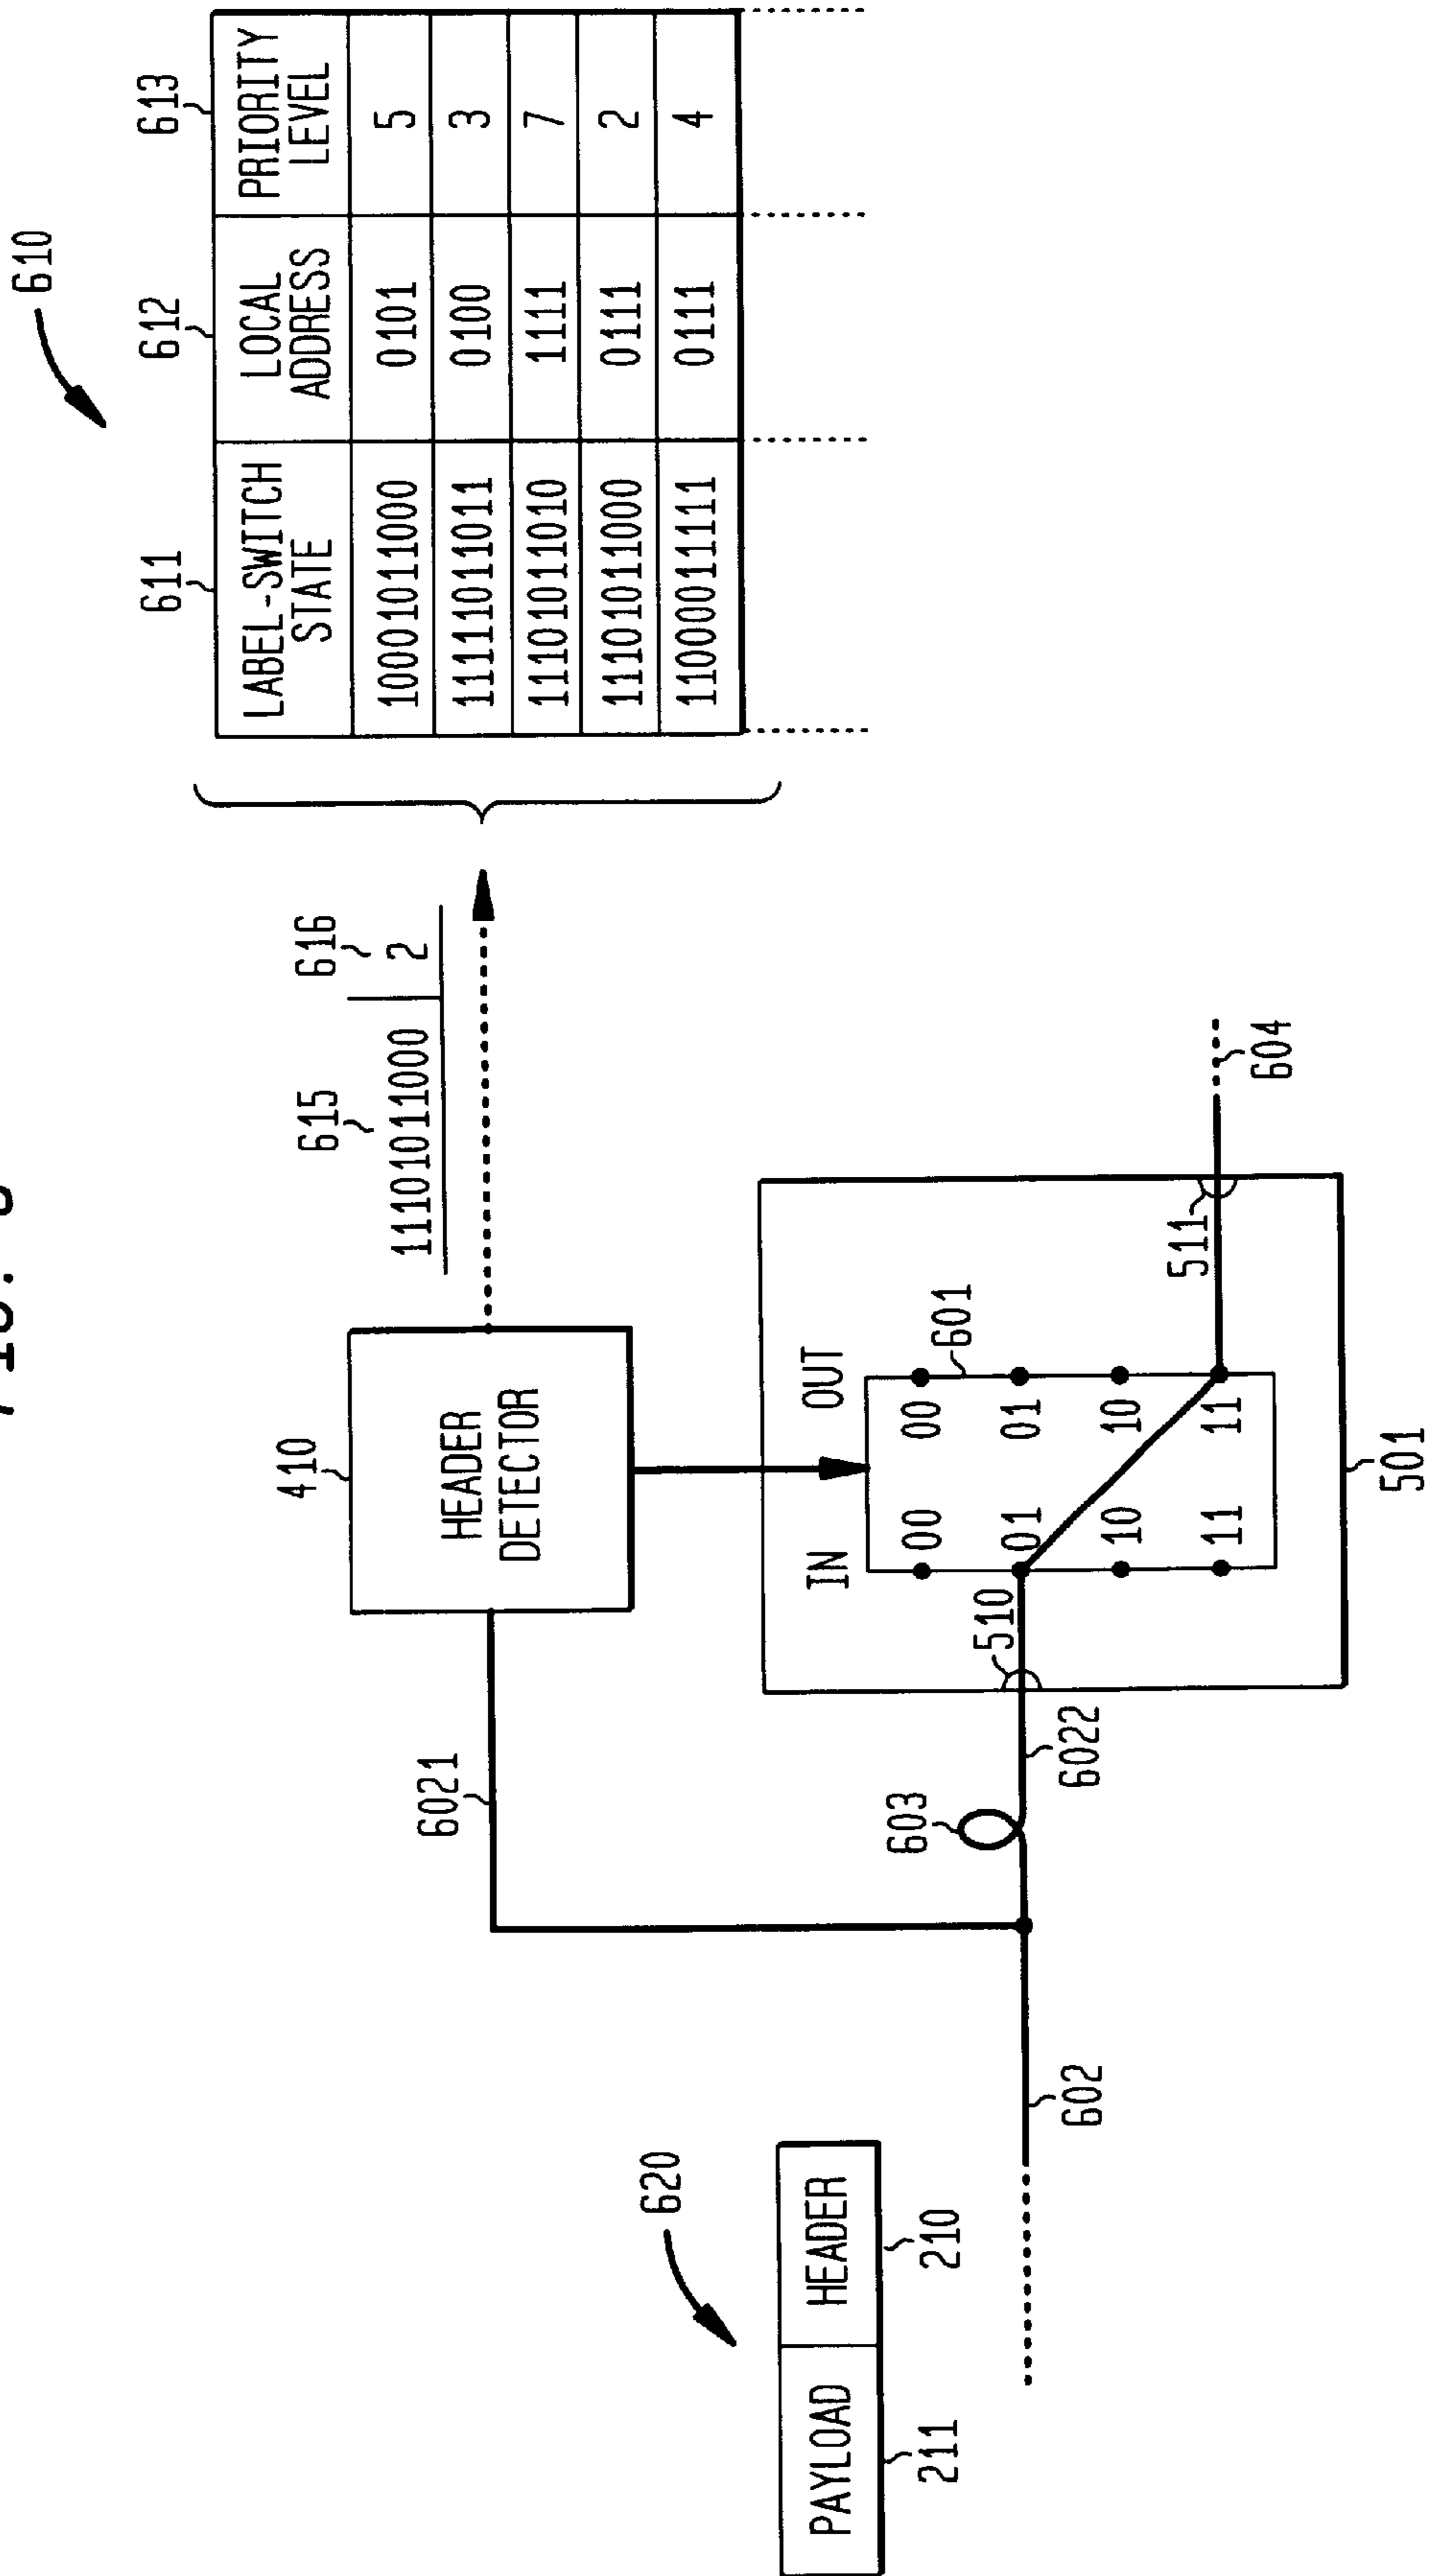 610
611
612
613
LABEL-SWITCH STATE
LOCAL ADDRESS
PRIORITY LEVEL
10001011000 0101 5
11111011011 0100 3
11101011010 1111 7
11101011000 0111 2
11000011111 0111 4
615
616
11101011000 2
410
HEADER
DETECTOR
6021
620
PAYLOAD HEADER
211
210
602
603
6022
510
IN
OUT
00 00
01 01
10 10
11 11
601
511
604
501